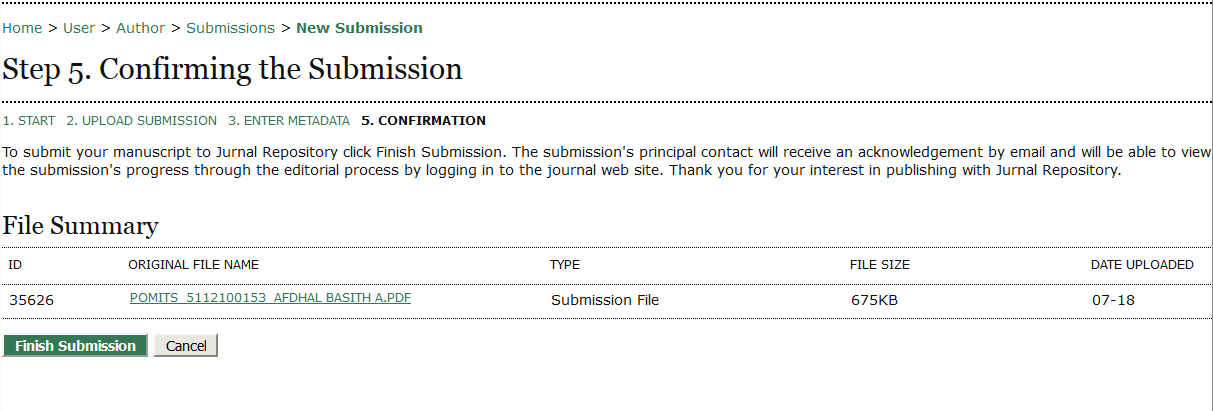 Home > User > Author > Submissions > New Submission
Step 5. Confirming the Submission
1. START 2. UPLOAD SUBMISSION 3. ENTER METADATA 5. CONFIRMATION
To submit your manuscript to Jurnal Repository click Finish Submission. The submission's principal contact will receive an acknowledgement by email and will be able to view
the submission's progress through the editorial process by logging in to the journal web site. Thank you for your interest in publishing with Jurnal Repository.
File Summary
ID ORIGINAL FILE NAME TYPE FILE SIZE DATE UPLOADED
35626 POMITS_5112100153_AFDHAL BASITH A.PDF Submission File 675KB 07-18
Finish Submission Cancel